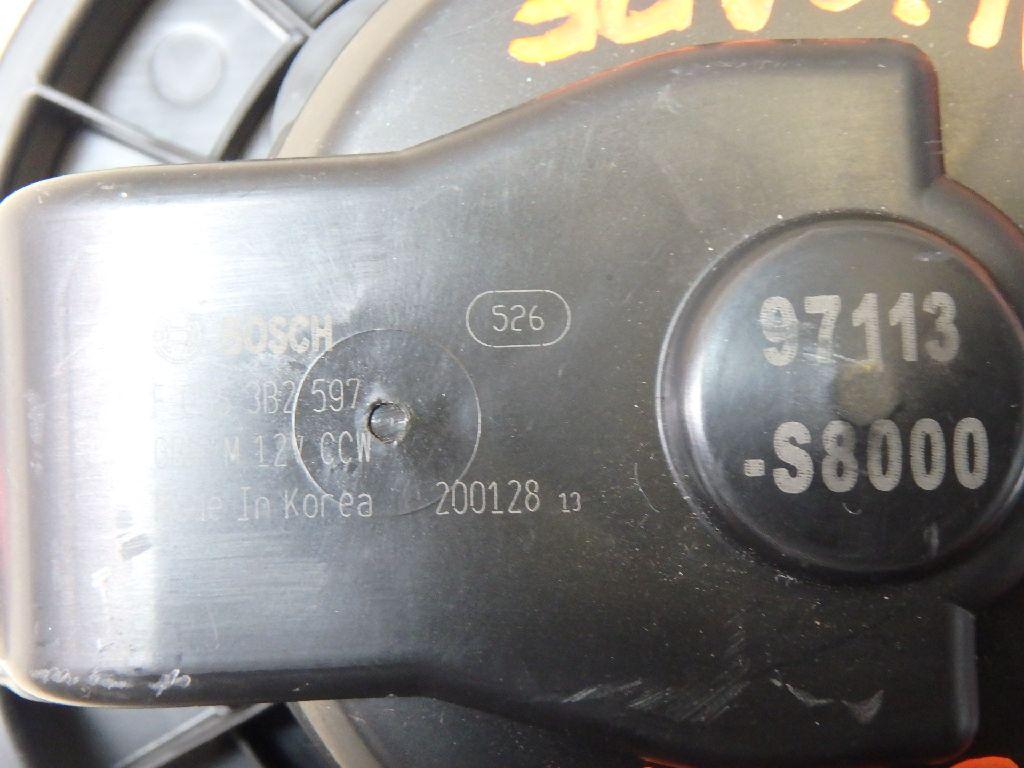 BOSCH
526
3B2 597
12V CCW
In Korea
200128 13
97113
-S8000